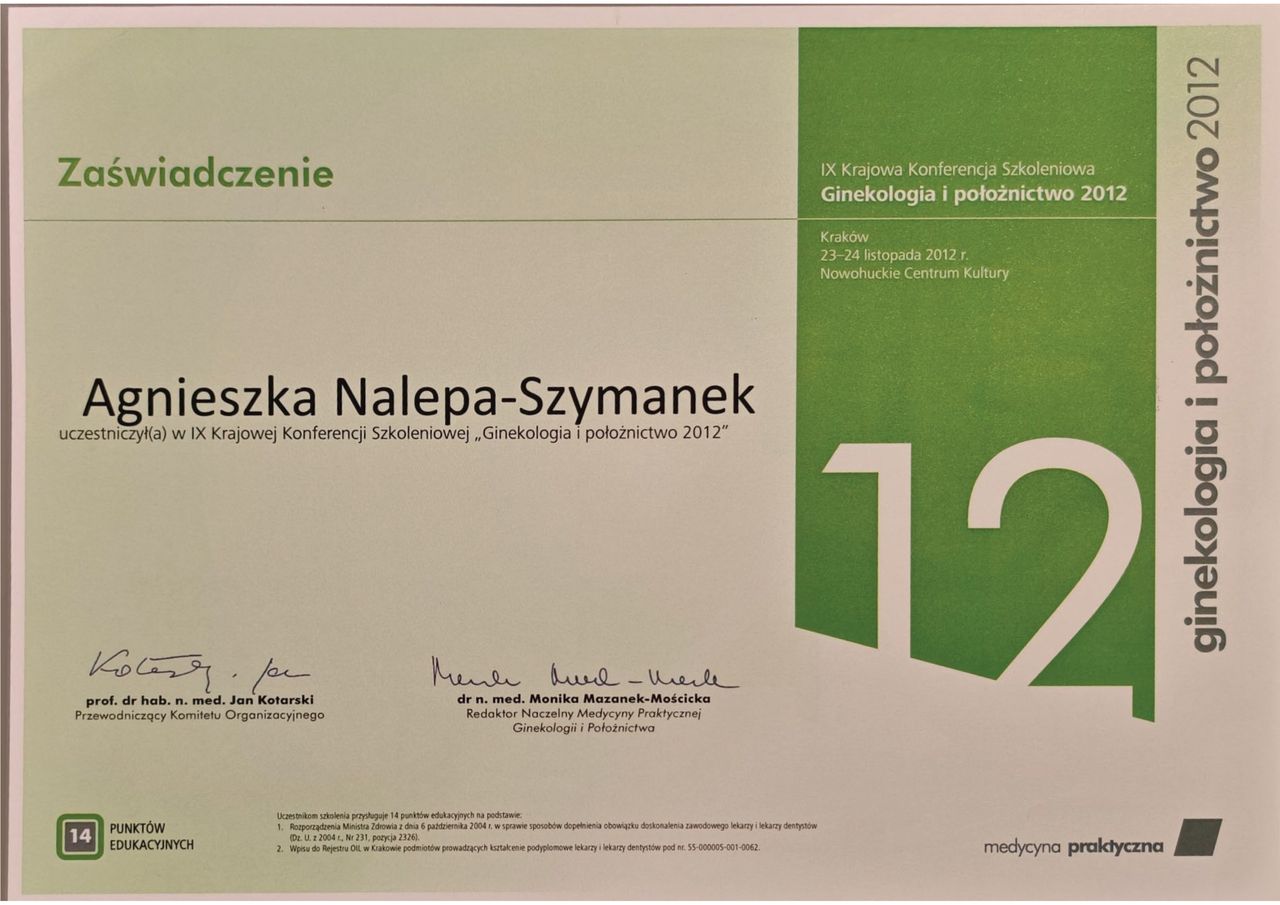 Zaświadczenie
IX Krajowa Konferencja Szkoleniowa
Ginekologia i położnictwo 2012
Kraków
23–24 listopada 2012 r.
Nowohuckie Centrum Kultury
ginekologia i położnictwo 2012
Agnieszka Nalepa-Szymanek
uczestniczył(a) w IX Krajowej Konferencji Szkoleniowej „Ginekologia i położnictwo 2012”
12
prof. dr hab. n. med. Jan Kotarski
Przewodniczący Komitetu Organizacyjnego
dr n. med. Monika Mazanek-Mościcka
Redaktor Naczelny Medycyny Praktycznej
Ginekologii i Położnictwa
14
PUNKTÓW
EDUKACYJNYCH
Uczestnikom szkolenia przysługuje 14 punktów edukacyjnych na podstawie:
1. Rozporządzenia Ministra Zdrowia z dnia 6 października 2004 r. w sprawie sposobów dopełnienia obowiązku doskonalenia zawodowego lekarzy i lekarzy dentystów
(Dz. U. z 2004 r., Nr 231, pozycja 2326).
2. Wpisu do Rejestru OIL w Krakowie podmiotów prowadzących kształcenie podyplomowe lekarzy i lekarzy dentystów pod nr. 55-000005-001-0062.
medycyna praktyczna